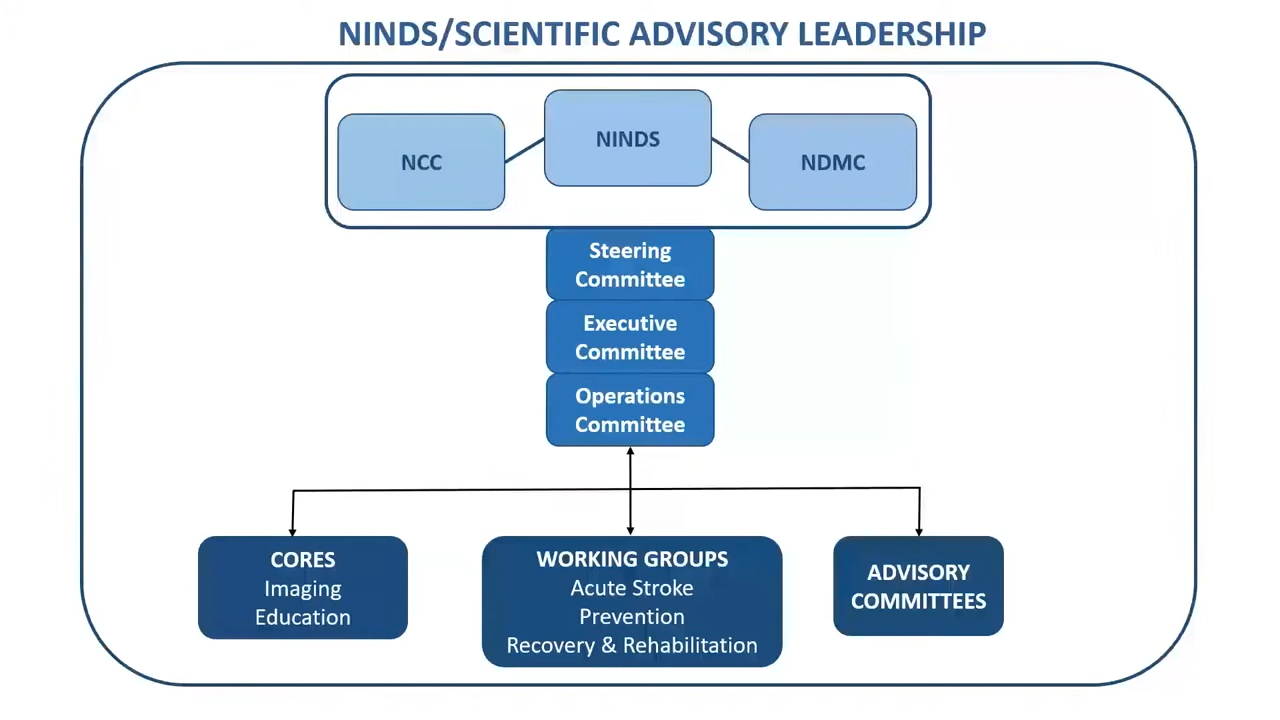 NINDS/SCIENTIFIC ADVISORY LEADERSHIP
NCC
NINDS
NDMC
Steering
Committee
Executive
Committee
Operations
Committee
CORES
Imaging
Education
WORKING GROUPS
Acute Stroke
Prevention
Recovery & Rehabilitation
ADVISORY
COMMITTEES